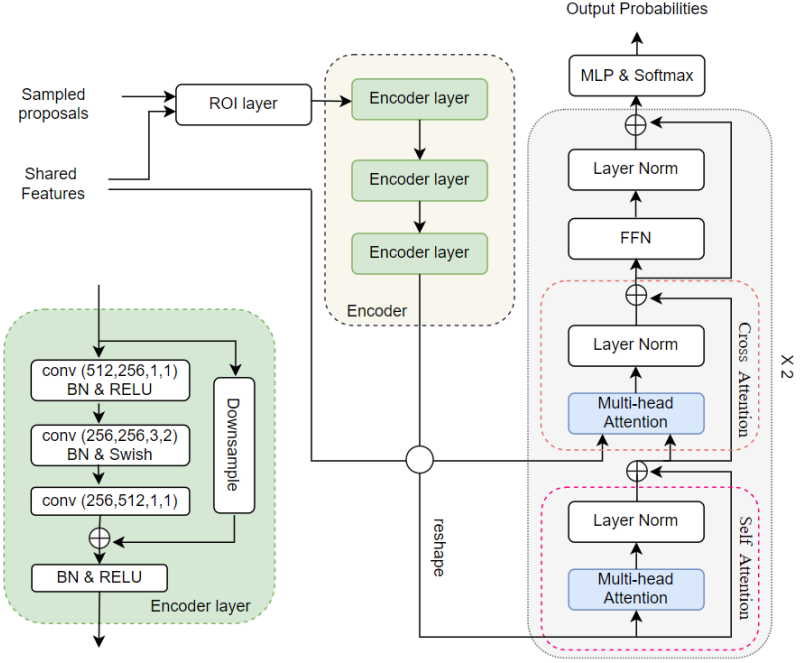 Output Probabilities
MLP & Softmax
Sampled
proposals
ROI layer
Encoder layer
Shared
Features
Encoder layer
Encoder layer
Encoder
Layer Norm
FFN
Layer Norm
Multi-head
Attention
Cross Attention
X 2
Layer Norm
Multi-head
Attention
Self Attention
reshape
conv (512,256,1,1)
BN & RELU
conv (256,256,3,2)
BN & Swish
conv (256,512,1,1)
Downsample
BN & RELU
Encoder layer